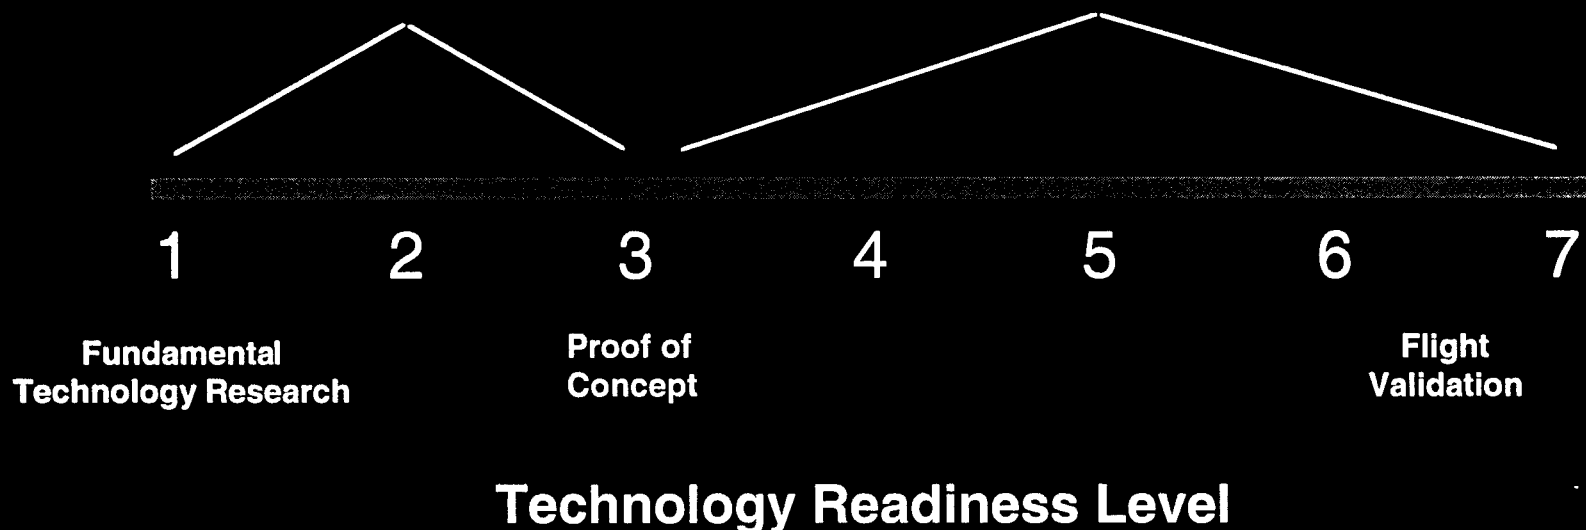 1 2 3 4 5 6 7
Fundamental
Technology Research
Proof of
Concept
Flight
Validation
Technology Readiness Level